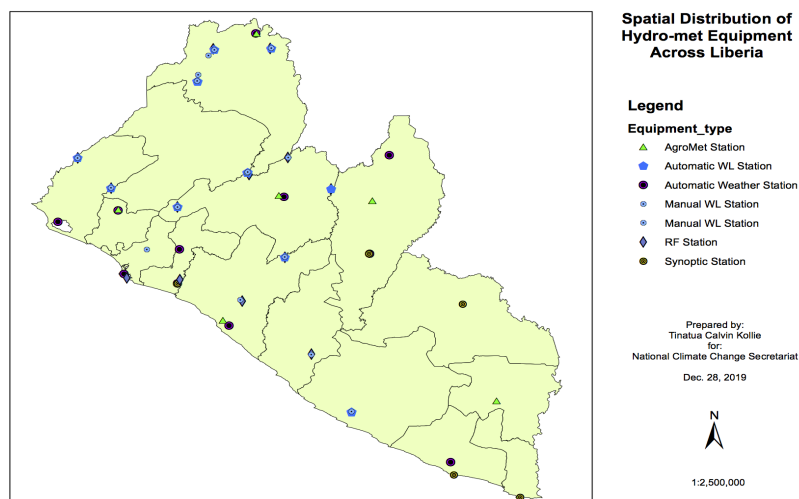 Spatial Distribution of
Hydro-met Equipment
Across Liberia
Legend
Equipment_type
AgroMet Station
Automatic WL Station
Automatic Weather Station
Manual WL Station
Manual WL Station
RF Station
Synoptic Station
Prepared by:
Tinatua Calvin Kollie
for:
National Climate Change Secretariat
Dec. 28, 2019
N
1:2,500,000